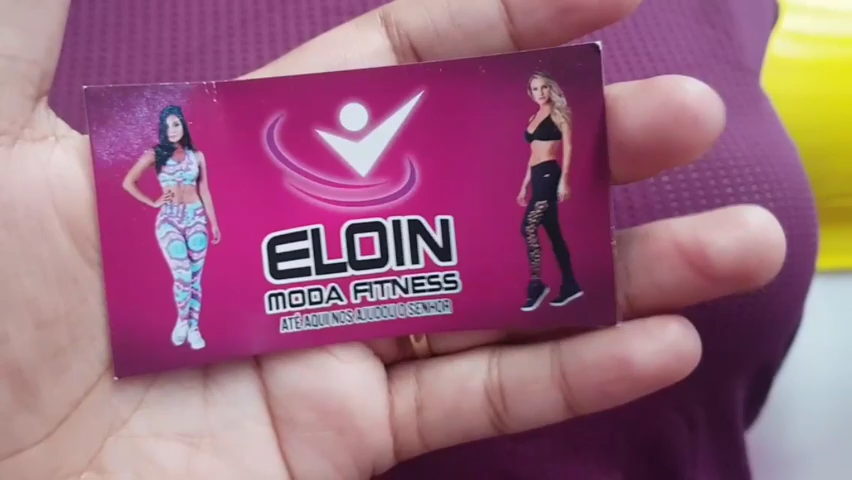 ELOIN
MODA FITNESS
ATÉ AQUI NOS AJUDOU O SENHOR